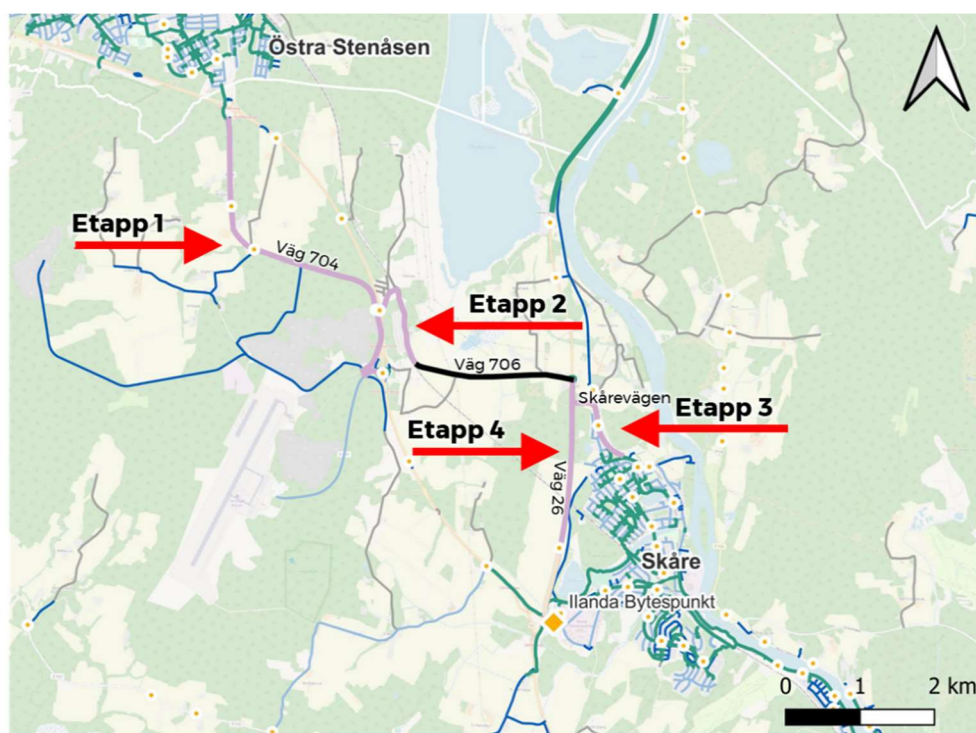 Östra Stenåsen
Etapp 1
Väg 704
Etapp 2
Väg 706
Skårevägen
Etapp 3
Etapp 4
Väg 26
Skåre
Ilanda Bytespunkt
0 1 2 km